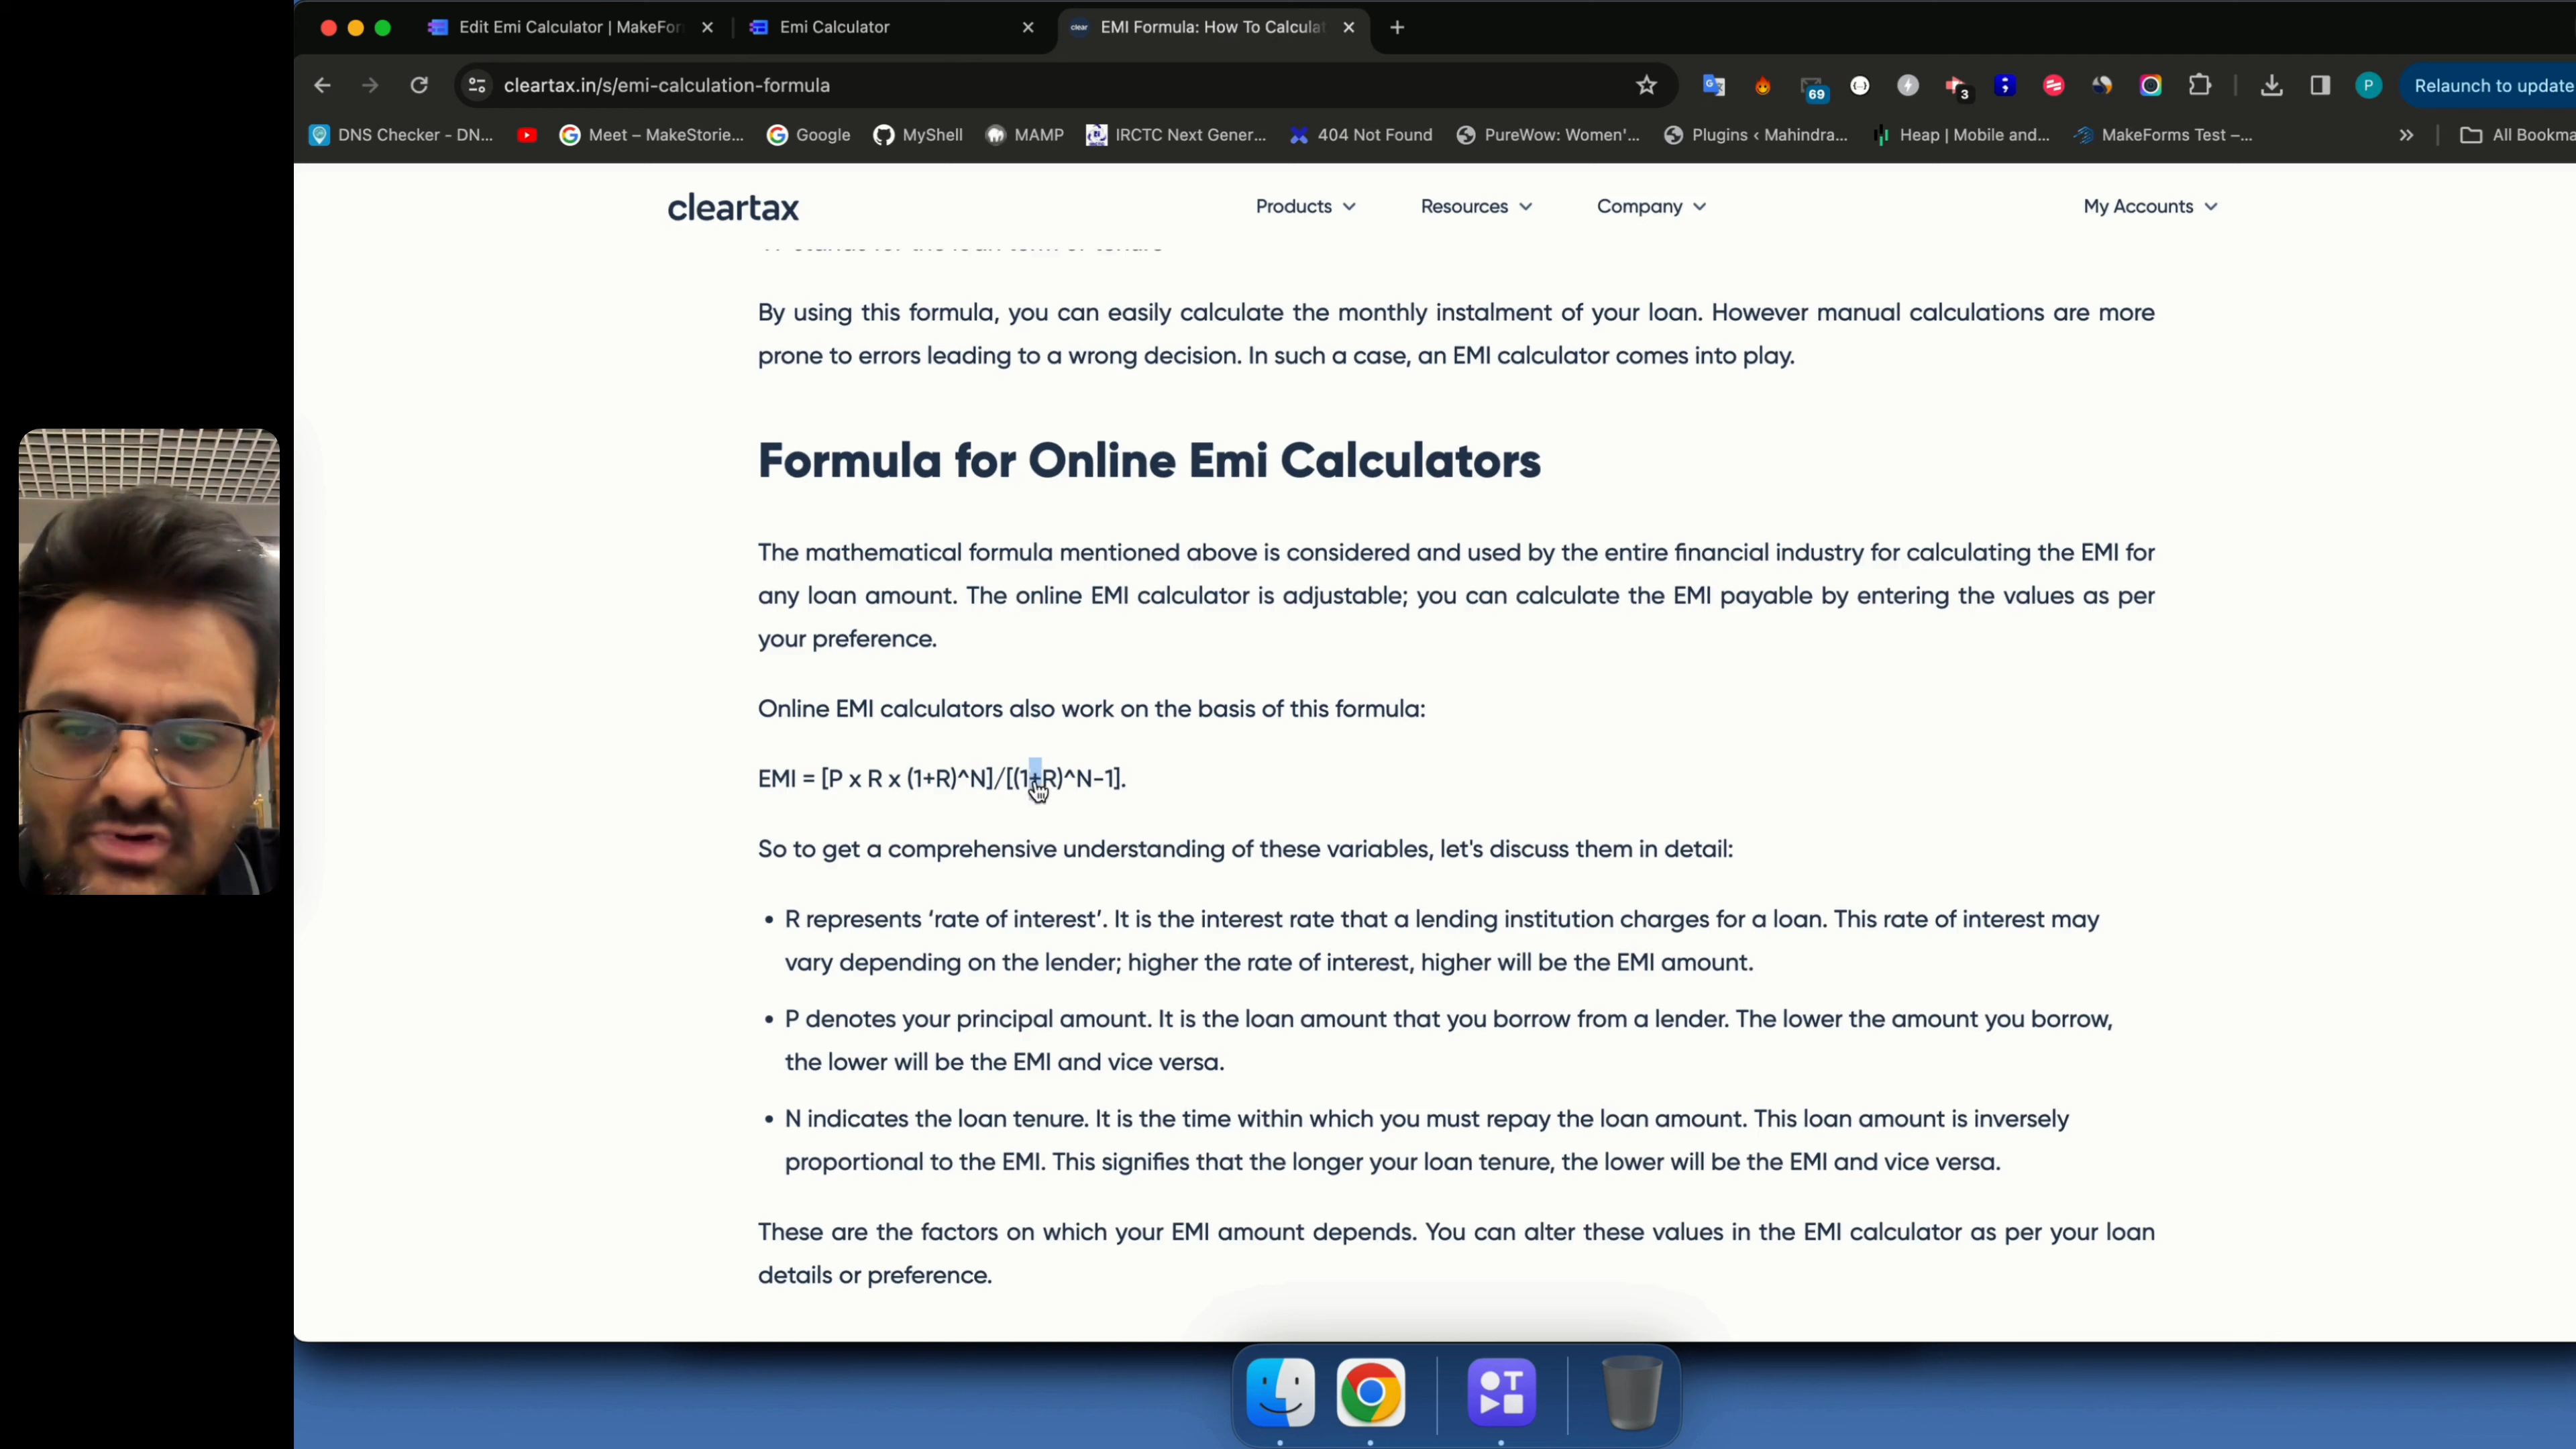 Edit Emi Calculator | MakeFor
Emi Calculator
EMI Formula: How To Calculat
cleartax.in/s/emi-calculation-formula
69
3
P
Relaunch to update
DNS Checker - DN...
Meet – MakeStorie...
Google
MyShell
MAMP
IRCTC Next Gener...
404 Not Found
PureWow: Women'...
Plugins ‹ Mahindra...
Heap | Mobile and...
MakeForms Test –...
All Bookma
cleartax
Products
Resources
Company
My Accounts
stands for the loan term or tenure
By using this formula, you can easily calculate the monthly instalment of your loan. However manual calculations are more
prone to errors leading to a wrong decision. In such a case, an EMI calculator comes into play.
Formula for Online Emi Calculators
The mathematical formula mentioned above is considered and used by the entire financial industry for calculating the EMI for
any loan amount. The online EMI calculator is adjustable; you can calculate the EMI payable by entering the values as per
your preference.
Online EMI calculators also work on the basis of this formula:
EMI = [P x R x (1+R)^N]/[(1+R)^N-1].
So to get a comprehensive understanding of these variables, let's discuss them in detail:
• R represents ‘rate of interest’. It is the interest rate that a lending institution charges for a loan. This rate of interest may
vary depending on the lender; higher the rate of interest, higher will be the EMI amount.
• P denotes your principal amount. It is the loan amount that you borrow from a lender. The lower the amount you borrow,
the lower will be the EMI and vice versa.
• N indicates the loan tenure. It is the time within which you must repay the loan amount. This loan amount is inversely
proportional to the EMI. This signifies that the longer your loan tenure, the lower will be the EMI and vice versa.
These are the factors on which your EMI amount depends. You can alter these values in the EMI calculator as per your loan
details or preference.